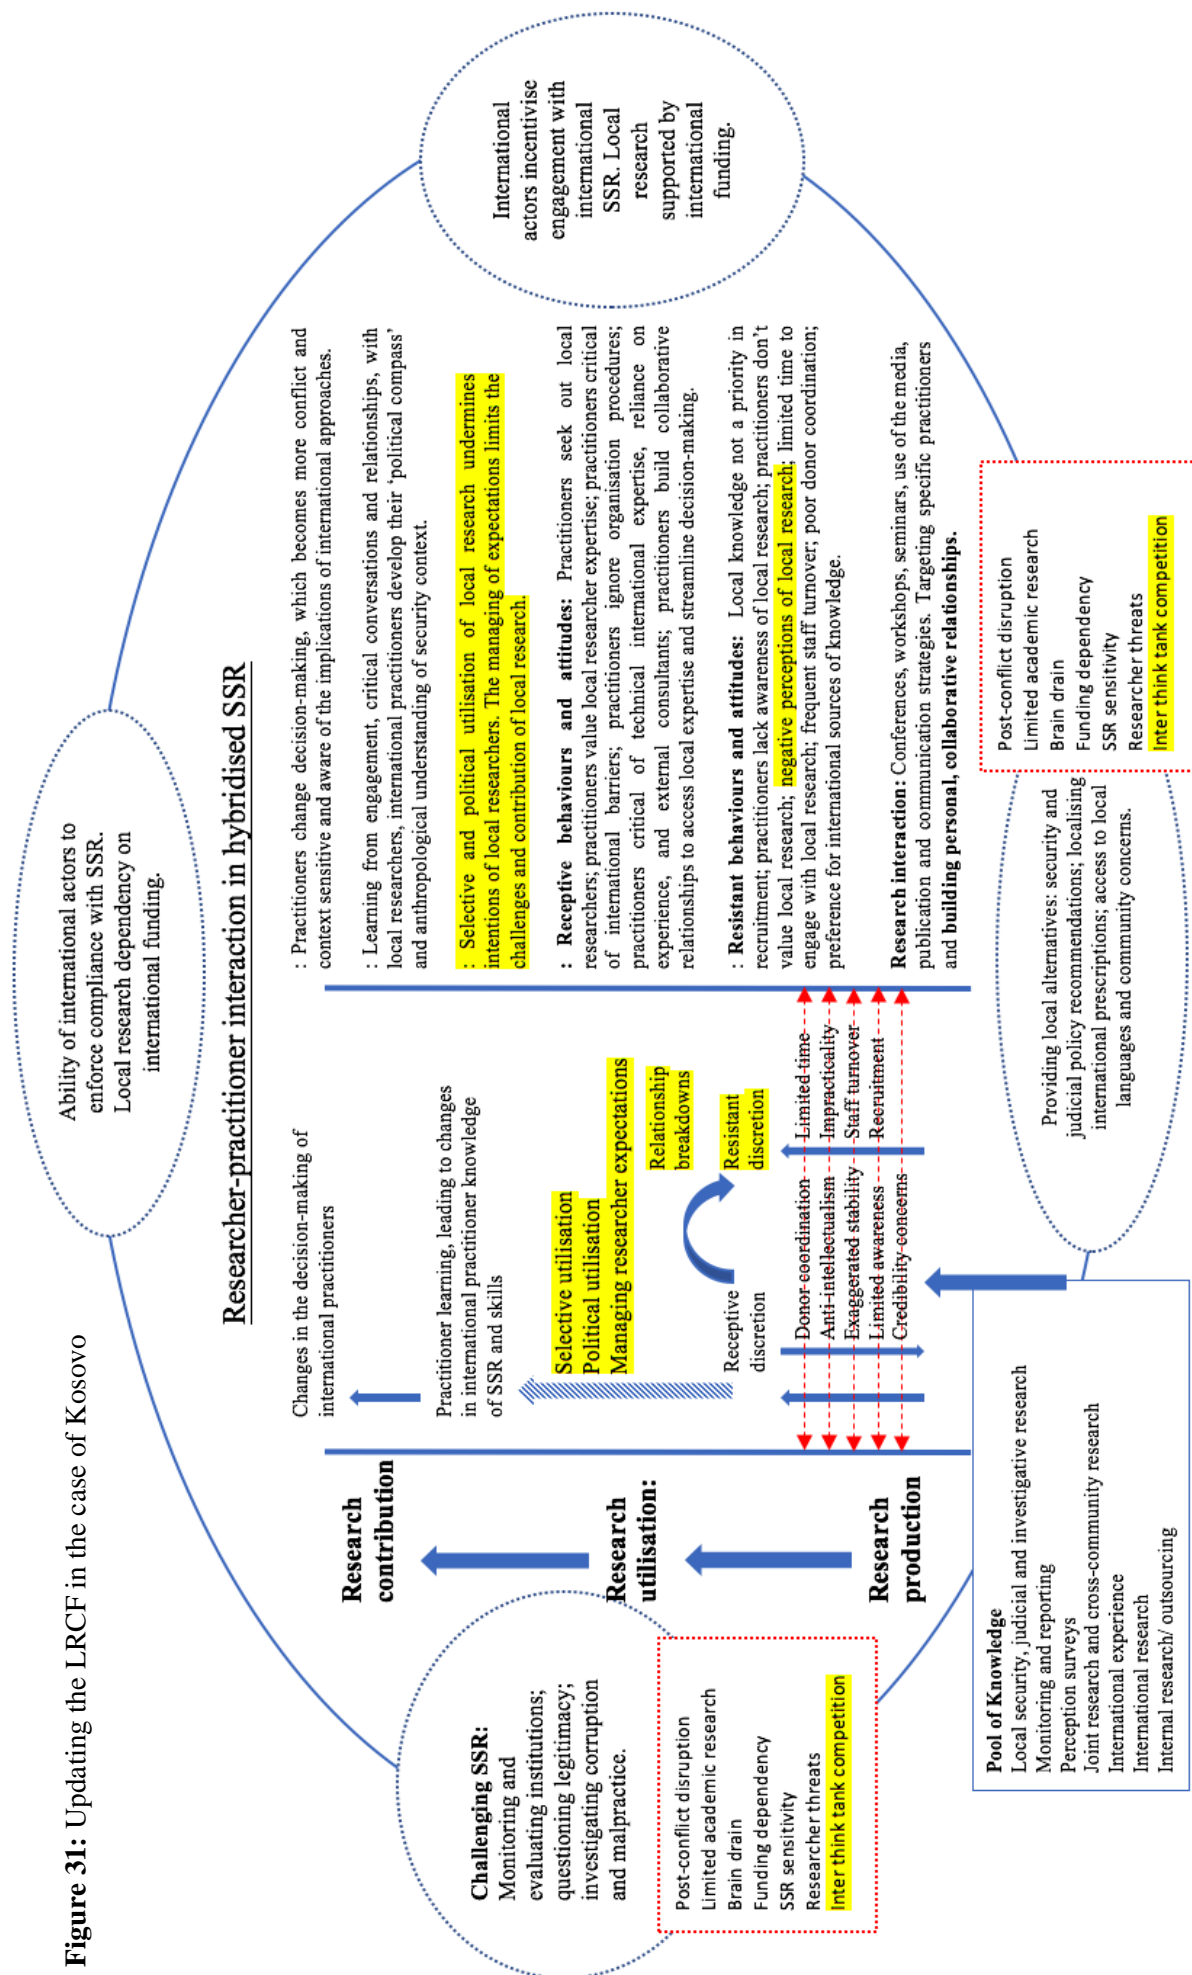 Figure 31: Updating the LRCF in the case of Kosovo
Ability of international actors to
enforce compliance with SSR.
Local research dependency on
international funding.
Researcher-practitioner interaction in hybridised SSR
Challenging SSR:
Monitoring and
evaluating institutions;
questioning legitimacy;
investigating corruption
and malpractice.
Post-conflict disruption
Limited academic research
Brain drain
Funding dependency
SSR sensitivity
Researcher threats
Inter think tank competition
Research
contribution
Research
utilisation:
Research
production
Changes in the decision-making of
international practitioners
Practitioner learning, leading to changes
in international practitioner knowledge
of SSR and skills
Selective utilisation
Political utilisation
Managing researcher expectations
Relationship
breakdowns
Receptive
discretion
Resistant
discretion
Donor coordination Limited time
Anti-intellectualism Impracticality
Exaggerated stability Staff turnover
Limited awareness Recruitment
Credibility concerns
: Practitioners change decision-making, which becomes more conflict and
context sensitive and aware of the implications of international approaches.
: Learning from engagement, critical conversations and relationships, with
local researchers, international practitioners develop their ‘political compass’
and anthropological understanding of security context.
: Selective and political utilisation of local research undermines
intentions of local researchers. The managing of expectations limits the
challenges and contribution of local research.
: Receptive behaviours and attitudes: Practitioners seek out local
researchers; practitioners value local researcher expertise; practitioners critical
of international barriers; practitioners ignore organisation procedures;
practitioners critical of technical international expertise, reliance on
experience, and external consultants; practitioners build collaborative
relationships to access local expertise and streamline decision-making.
: Resistant behaviours and attitudes: Local knowledge not a priority in
recruitment; practitioners lack awareness of local research; practitioners don’t
value local research; negative perceptions of local research; limited time to
engage with local research; frequent staff turnover; poor donor coordination;
preference for international sources of knowledge.
Research interaction: Conferences, workshops, seminars, use of the media,
publication and communication strategies. Targeting specific practitioners
and building personal, collaborative relationships.
International
actors incentivise
engagement with
international
SSR. Local
research
supported by
international
funding.
Pool of Knowledge
Local security, judicial and investigative research
Monitoring and reporting
Perception surveys
Joint research and cross-community research
International experience
International research
Internal research/ outsourcing
Providing local alternatives: security and
judicial policy recommendations; localising
international prescriptions; access to local
languages and community concerns.
Post-conflict disruption
Limited academic research
Brain drain
Funding dependency
SSR sensitivity
Researcher threats
Inter think tank competition